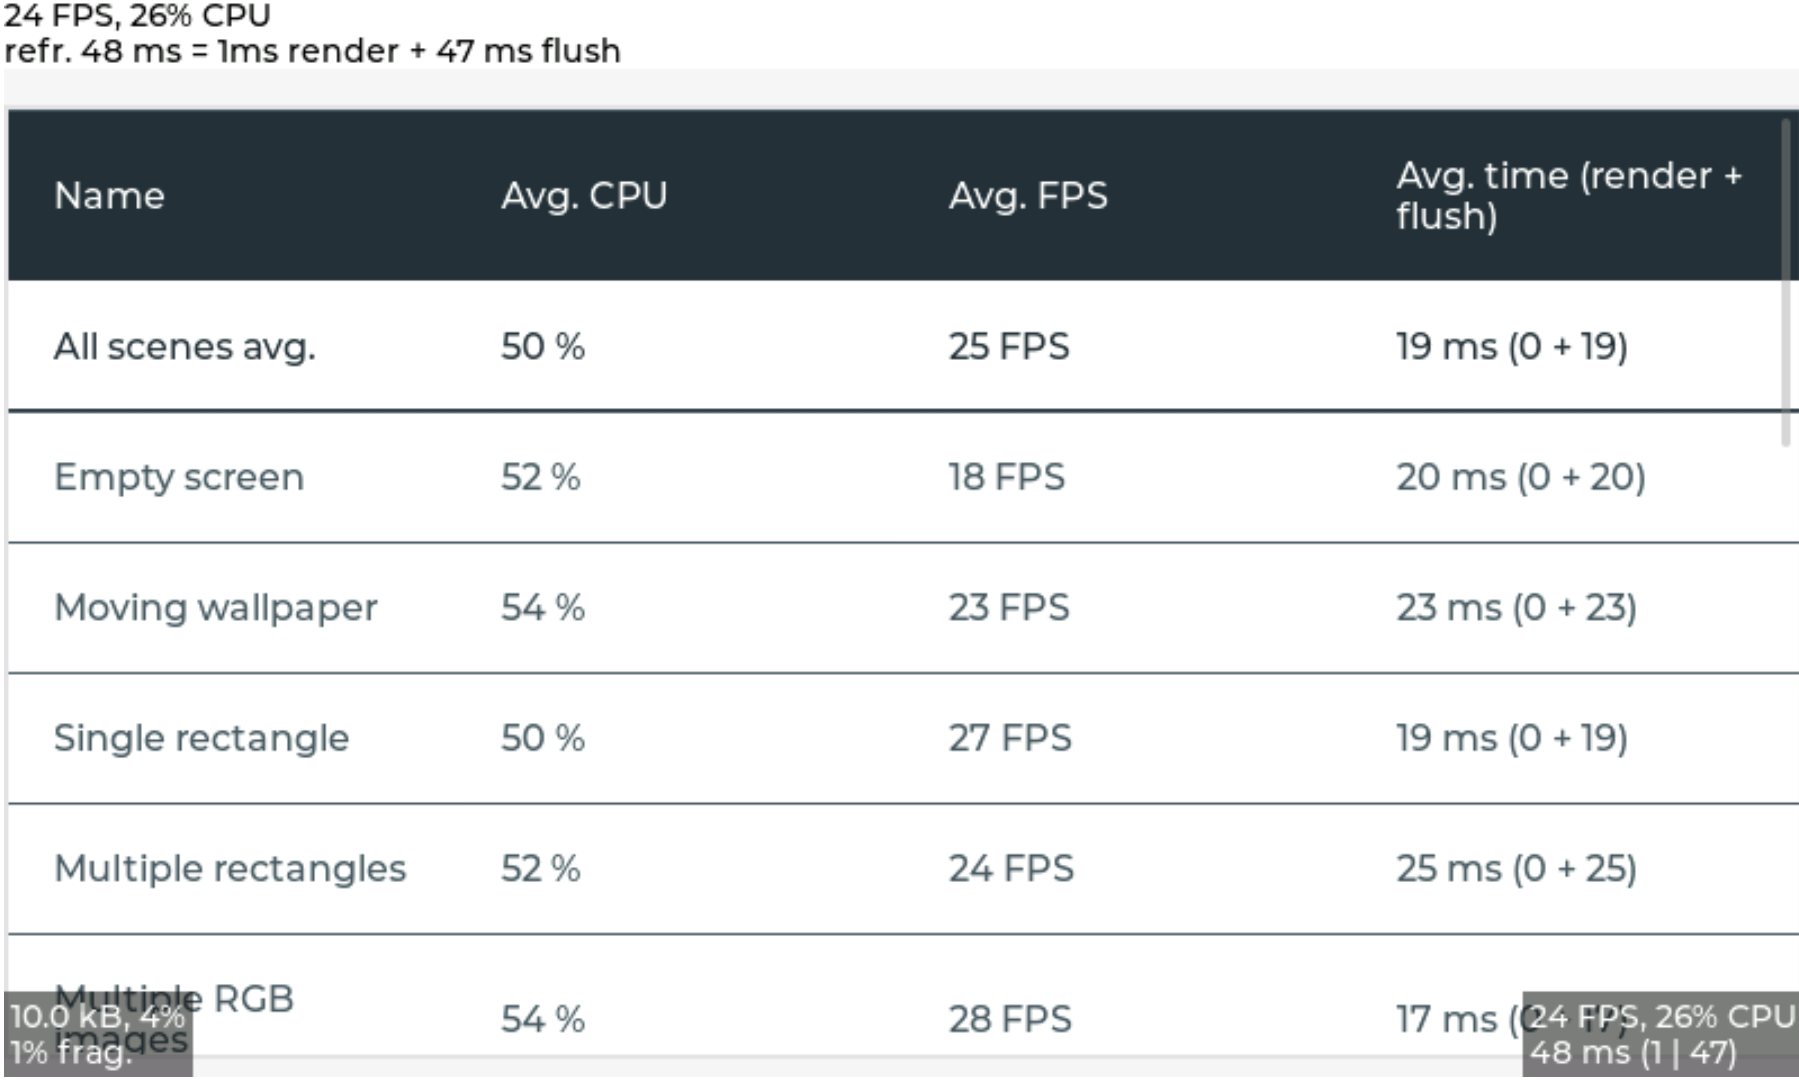 24 FPS, 26% CPU
refr. 48 ms = 1ms render + 47 ms flush
Name Avg. CPU Avg. FPS Avg. time (render + flush)
All scenes avg. 50 % 25 FPS 19 ms (0 + 19)
Empty screen 52 % 18 FPS 20 ms (0 + 20)
Moving wallpaper 54 % 23 FPS 23 ms (0 + 23)
Single rectangle 50 % 27 FPS 19 ms (0 + 19)
Multiple rectangles 52 % 24 FPS 25 ms (0 + 25)
Multiple RGB images 54 % 28 FPS 17 ms (0 + 17)
10.0 kB, 4%
1% frag.
24 FPS, 26% CPU
48 ms (1 | 47)